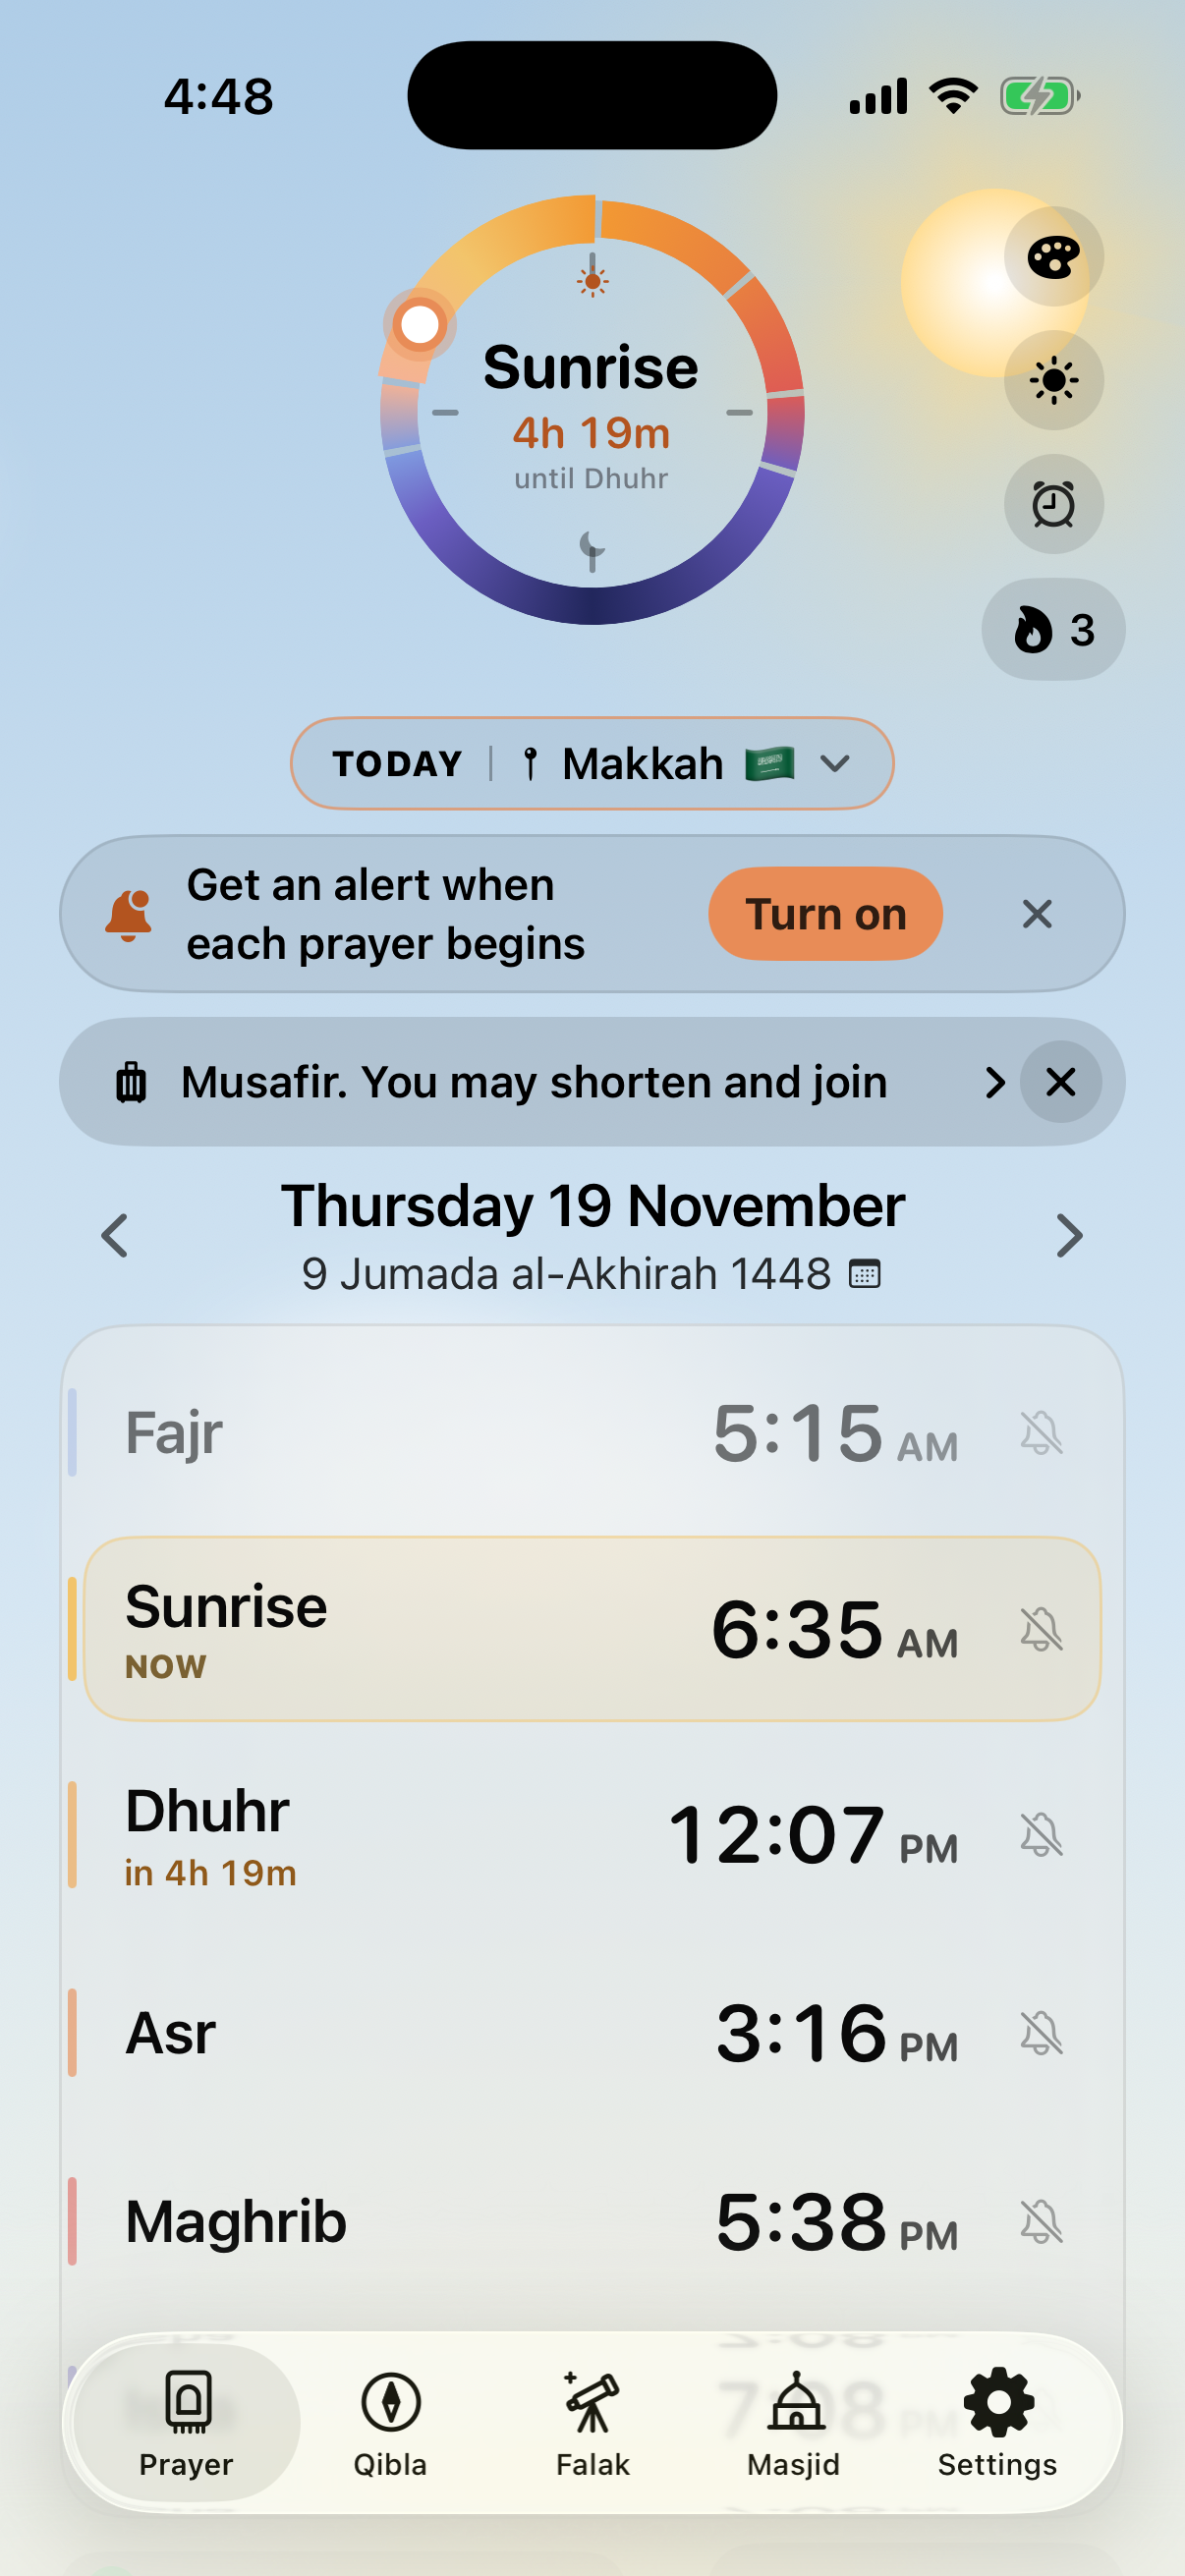 4:48
Sunrise
4h 19m
until Dhuhr
3
TODAY | Makkah 🇸🇦
Get an alert when
each prayer begins
Turn on
Musafir. You may shorten and join
Thursday 19 November
9 Jumada al-Akhirah 1448
Fajr 5:15 AM
Sunrise 6:35 AM
NOW
Dhuhr 12:07 PM
in 4h 19m
Asr 3:16 PM
Maghrib 5:38 PM
7:08 PM
Prayer Qibla Falak Masjid Settings